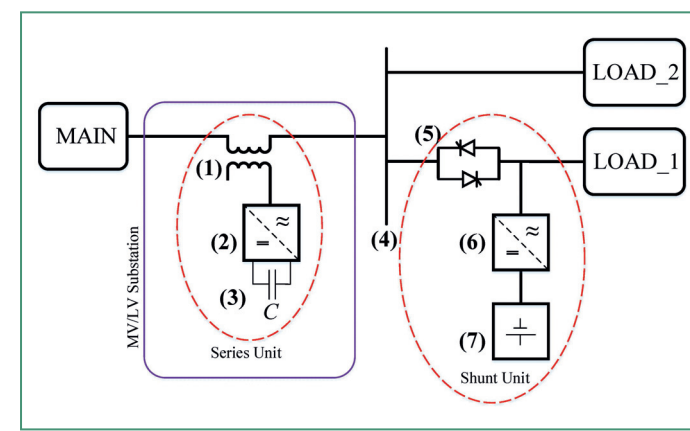 LOAD_2
MAIN
(5)
LOAD_1
(1)
(2)
≈
=
(3)
C
(4)
(6)
≈
=
(7)
MV/LV Substation
Series Unit
Shunt Unit